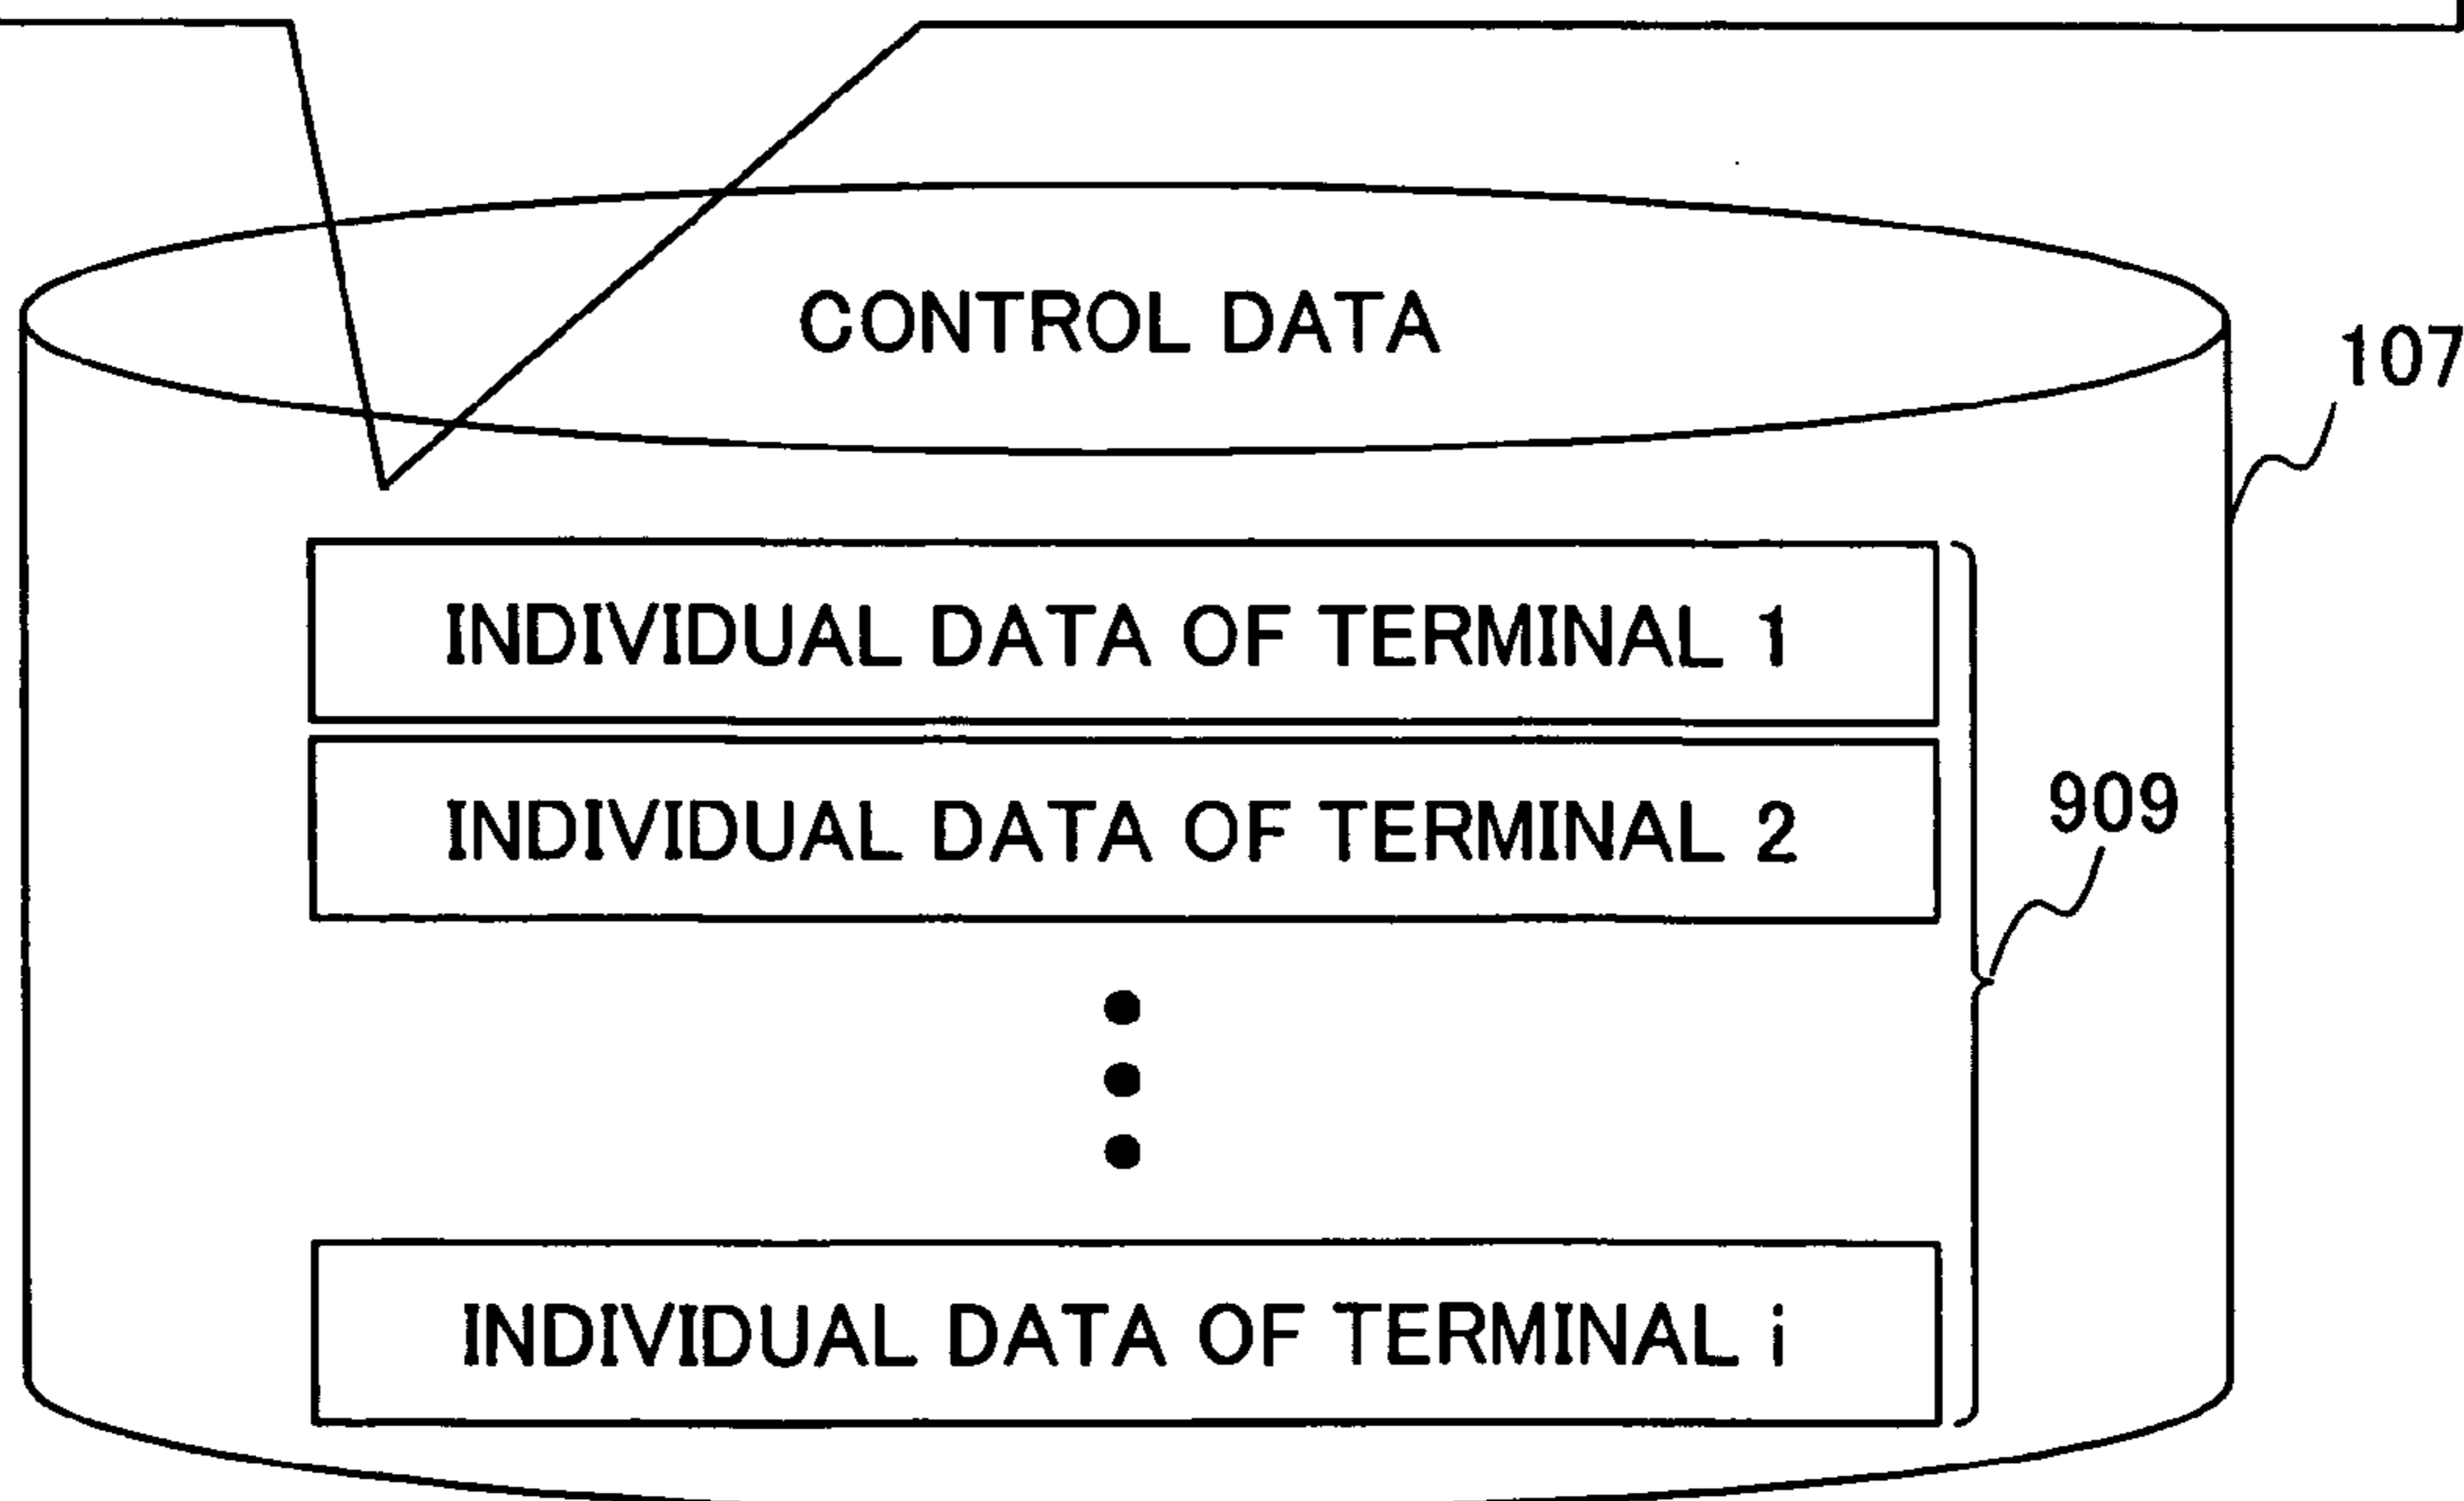 CONTROL DATA
107
INDIVIDUAL DATA OF TERMINAL 1
INDIVIDUAL DATA OF TERMINAL 2
909
INDIVIDUAL DATA OF TERMINAL i